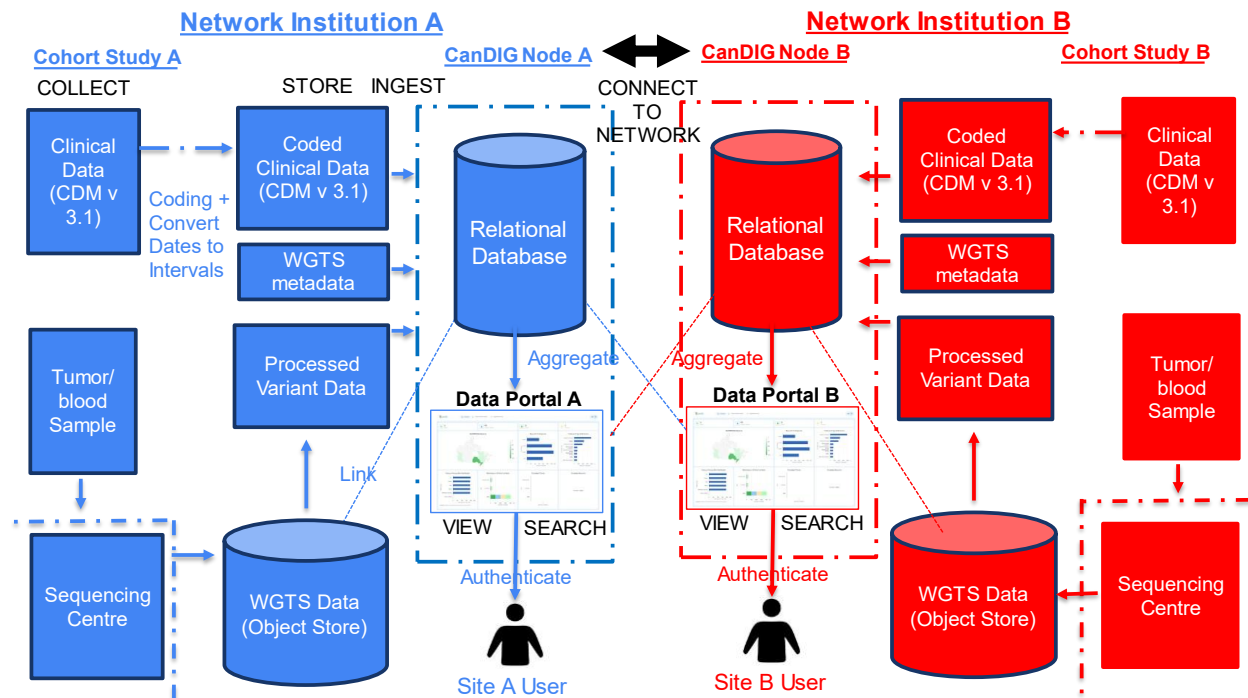 Network Institution A
Network Institution B
Cohort Study A
CanDIG Node A
CanDIG Node B
Cohort Study B
COLLECT
STORE
INGEST
CONNECT
TO
NETWORK
Clinical
Data
(CDM v
3.1)
Coding +
Convert
Dates to
Intervals
Coded
Clinical Data
(CDM v 3.1)
WGTS
metadata
Processed
Variant Data
Tumor/
blood
Sample
Link
Sequencing
Centre
WGTS Data
(Object Store)
Relational
Database
Aggregate
Data Portal A
VIEW
SEARCH
Authenticate
Site A User
Relational
Database
Aggregate
Data Portal B
VIEW
SEARCH
Authenticate
Site B User
Coded
Clinical Data
(CDM v 3.1)
WGTS
metadata
Processed
Variant Data
WGTS Data
(Object Store)
Clinical
Data
(CDM v
3.1)
Tumor/
blood
Sample
Sequencing
Centre